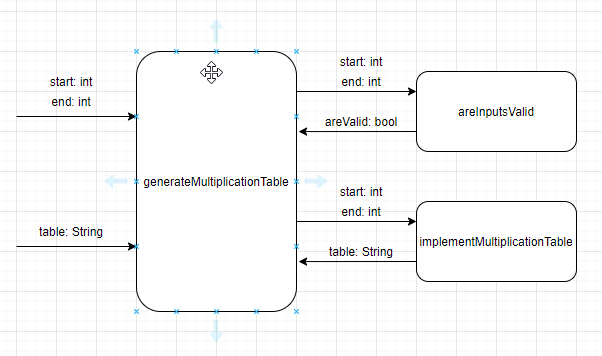 start: int
end: int
table: String
generateMultiplicationTable
start: int
end: int
areValid: bool
areInputsValid
start: int
end: int
table: String
implementMultiplicationTable